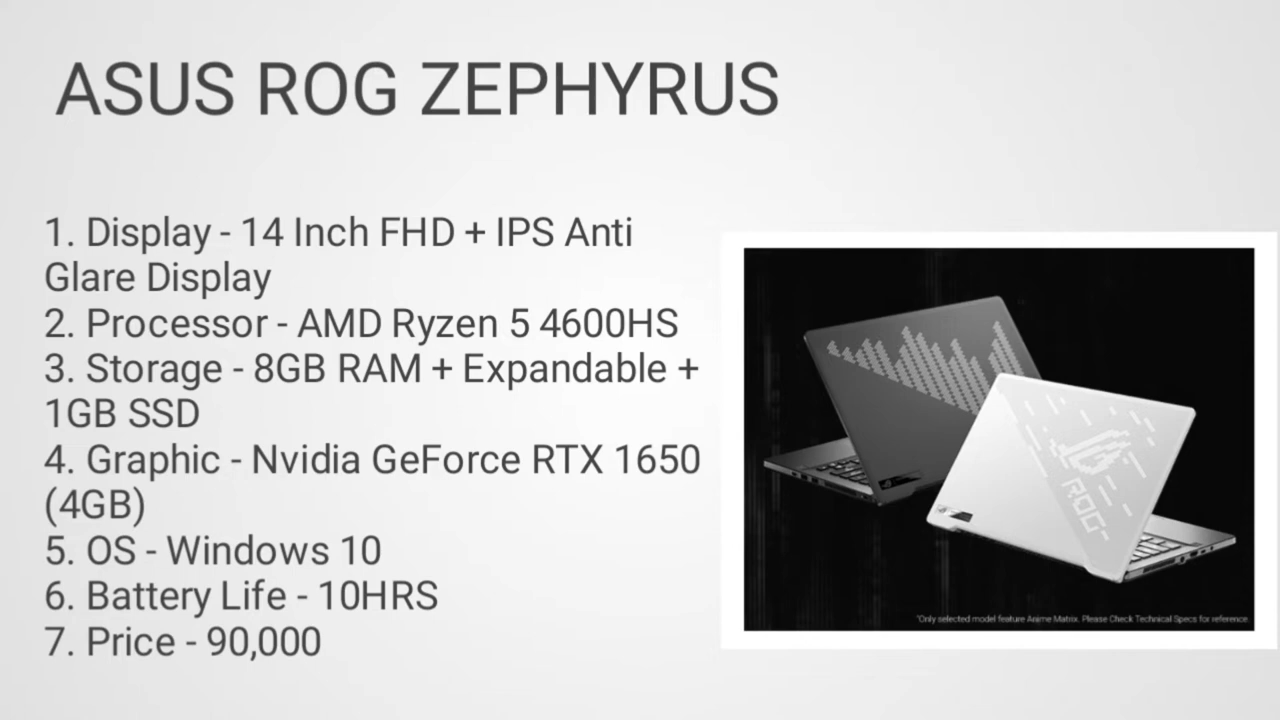 ASUS ROG ZEPHYRUS
1. Display - 14 Inch FHD + IPS Anti
Glare Display
2. Processor - AMD Ryzen 5 4600HS
3. Storage - 8GB RAM + Expandable +
1GB SSD
4. Graphic - Nvidia GeForce RTX 1650
(4GB)
5. OS - Windows 10
6. Battery Life - 10HRS
7. Price - 90,000
ROG
*Only selected model feature Anime Matrix. Please Check Technical Specs for reference.